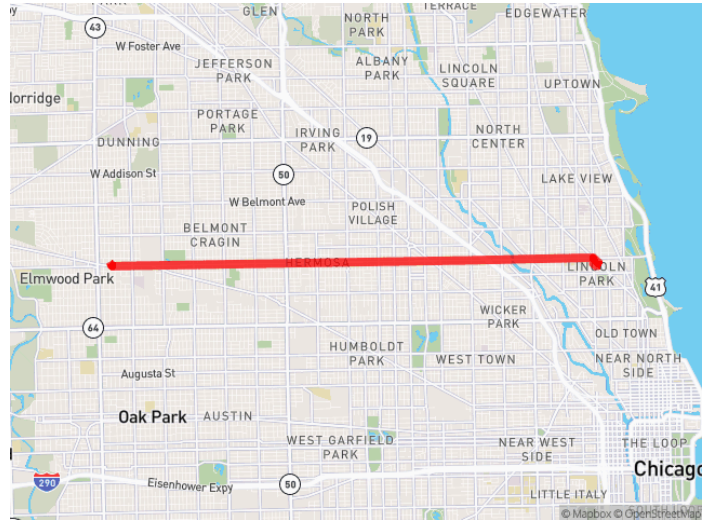 TERRACE
EDGEWATER
GLEN
NORTH
PARK
43
W Foster Ave
JEFFERSON
PARK
ALBANY
PARK
LINCOLN
SQUARE
UPTOWN
PORTAGE
PARK
IRVING
PARK
19
NORTH
CENTER
DUNNING
W Addison St
50
LAKE VIEW
W Belmont Ave
POLISH
VILLAGE
BELMONT
CRAGIN
HERMOSA
Elmwood Park
LINCOLN
PARK
41
WICKER
PARK
64
OLD TOWN
HUMBOLDT
PARK
WEST TOWN
NEAR NORTH
SIDE
Augusta St
Oak Park
AUSTIN
WEST GARFIELD
PARK
NEAR WEST
SIDE
THE LOOP
Chicago
290
Eisenhower Expy
50
LITTLE ITALY
© Mapbox © OpenStreetMap